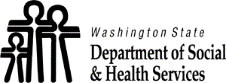 Washington State
Department of Social
& Health Services